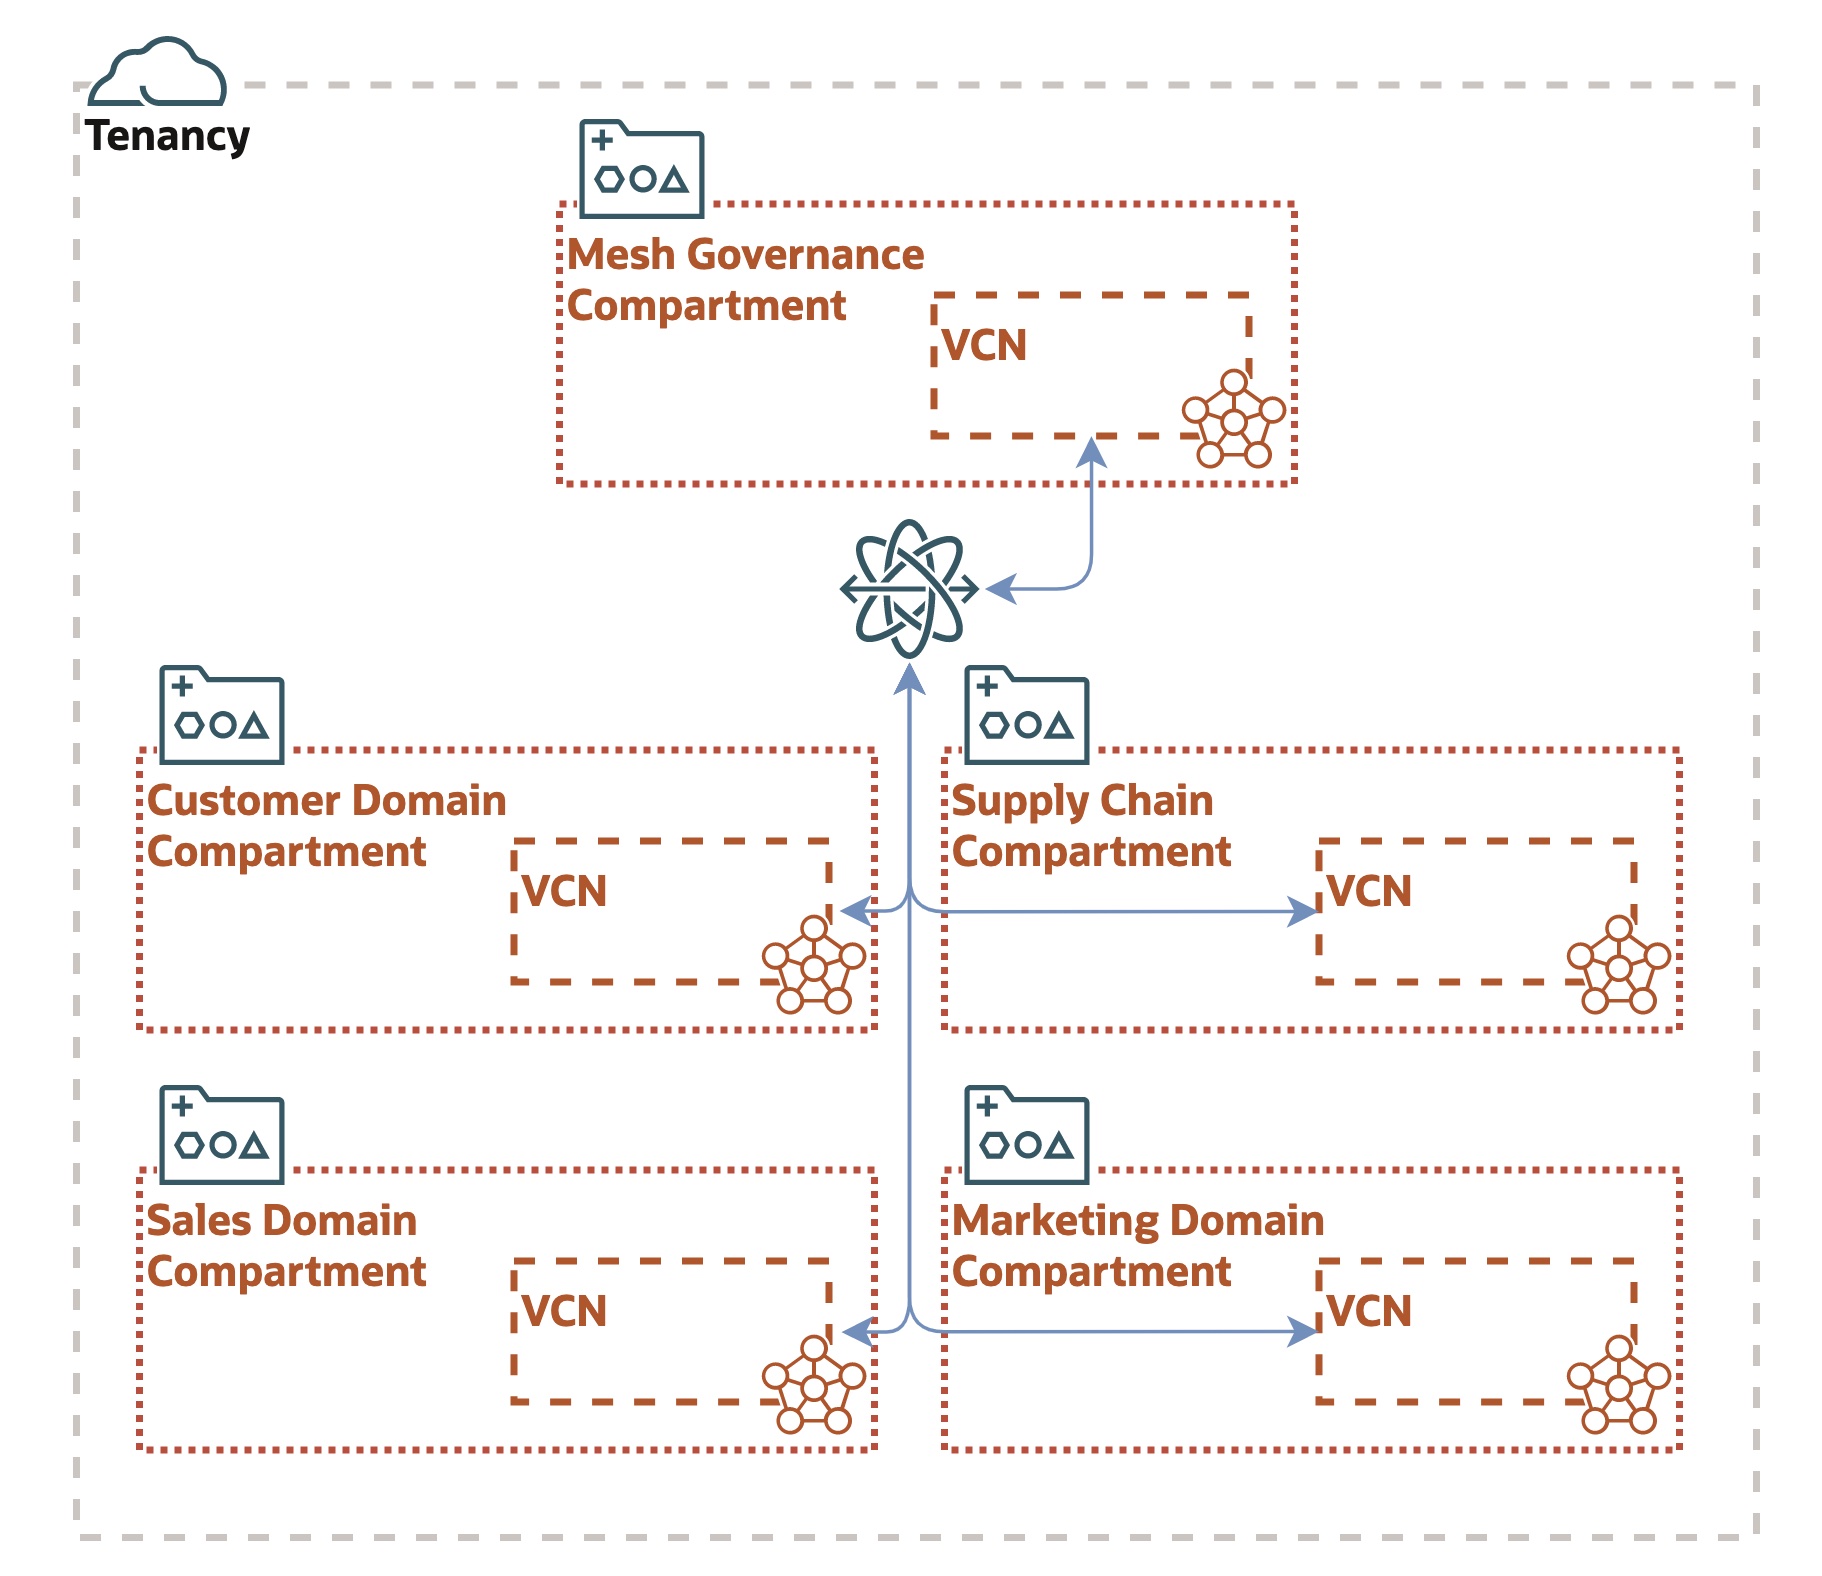 Tenancy
Mesh Governance
Compartment
VCN
Customer Domain
Compartment
VCN
Supply Chain
Compartment
VCN
Sales Domain
Compartment
VCN
Marketing Domain
Compartment
VCN